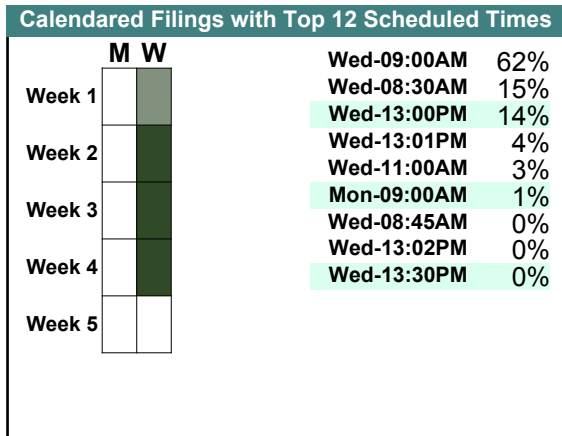 Calendared Filings with Top 12 Scheduled Times
M W
Week 1
Week 2
Week 3
Week 4
Week 5
Wed-09:00AM 62%
Wed-08:30AM 15%
Wed-13:00PM 14%
Wed-13:01PM 4%
Wed-11:00AM 3%
Mon-09:00AM 1%
Wed-08:45AM 0%
Wed-13:02PM 0%
Wed-13:30PM 0%